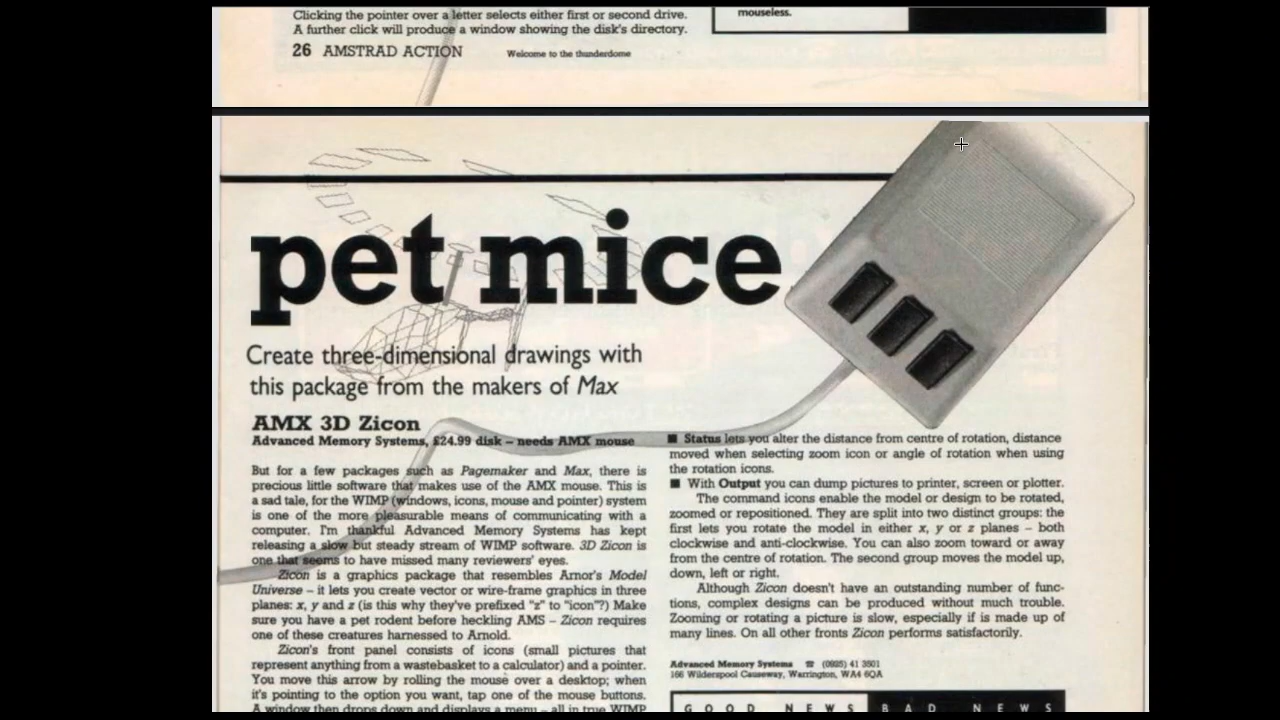 Clicking the pointer over a letter selects either first or second drive.
A further click will produce a window showing the disk's directory.
mouseless.
26 AMSTRAD ACTION Welcome to the thunderdome
pet mice
Create three-dimensional drawings with
this package from the makers of Max
AMX 3D Zicon
Advanced Memory Systems, £24.99 disk – needs AMX mouse
But for a few packages such as Pagemaker and Max, there is
precious little software that makes use of the AMX mouse. This is
a sad tale, for the WIMP (windows, icons, mouse and pointer) system
is one of the more pleasurable means of communicating with a
computer. I'm thankful Advanced Memory Systems has kept
releasing a slow but steady stream of WIMP software. 3D Zicon is
one that seems to have missed many reviewers' eyes.
Zicon is a graphics package that resembles Arnor's Model
Universe – it lets you create vector or wire-frame graphics in three
planes: x, y and z (is this why they've prefixed "z" to "icon"?) Make
sure you have a pet rodent before heckling AMS – Zicon requires
one of these creatures harnessed to Arnold.
Zicon's front panel consists of icons (small pictures that
represent anything from a wastebasket to a calculator) and a pointer.
You move this arrow by rolling the mouse over a desktop; when
it's pointing to the option you want, tap one of the mouse buttons.
A window then drops down and displays a menu – all in true WIMP
■ Status lets you alter the distance from centre of rotation, distance
moved when selecting zoom icon or angle of rotation when using
the rotation icons.
■ With Output you can dump pictures to printer, screen or plotter.
The command icons enable the model or design to be rotated,
zoomed or repositioned. They are split into two distinct groups: the
first lets you rotate the model in either x, y or z planes – both
clockwise and anti-clockwise. You can also zoom toward or away
from the centre of rotation. The second group moves the model up,
down, left or right.
Although Zicon doesn't have an outstanding number of func-
tions, complex designs can be produced without much trouble.
Zooming or rotating a picture is slow, especially if is made up of
many lines. On all other fronts Zicon performs satisfactorily.
Advanced Memory Systems ☎ (0925) 41 3501
166 Wilderspool Causeway, Warrington, WA4 6QA
GOOD NEWS BAD NEWS